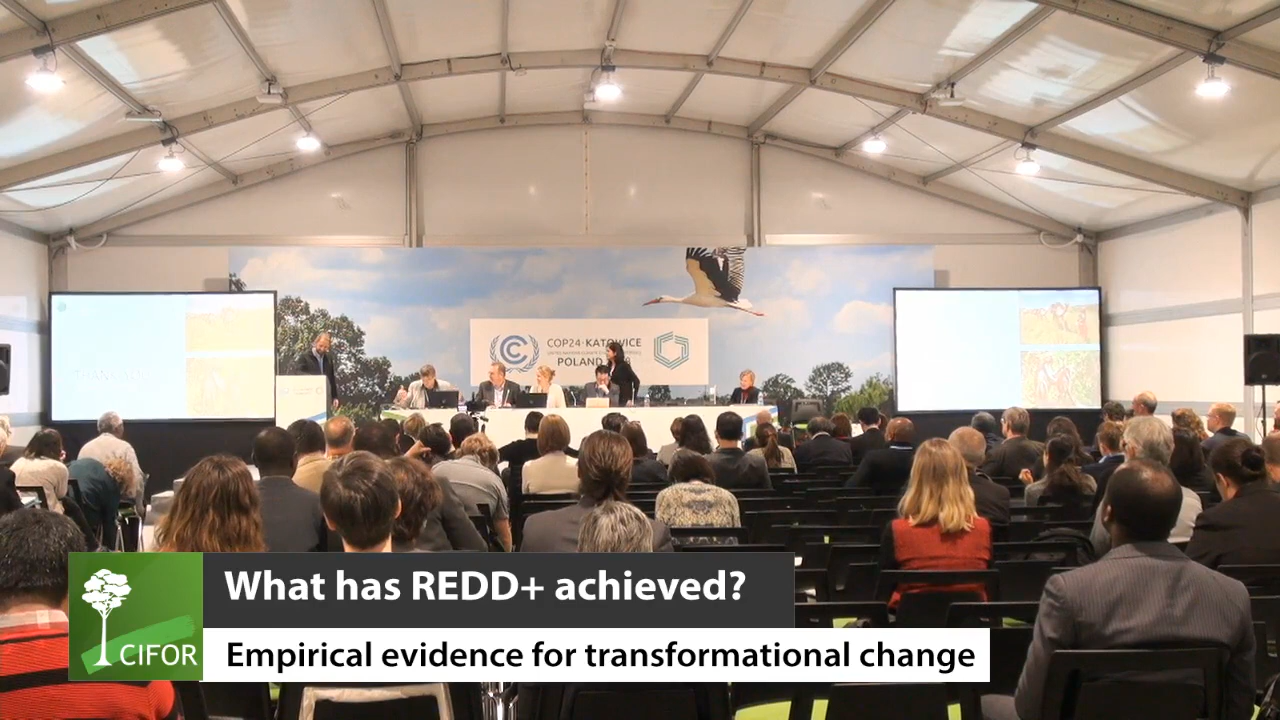 COP24·KATOWICE
POLAND
What has REDD+ achieved?
CIFOR
Empirical evidence for transformational change